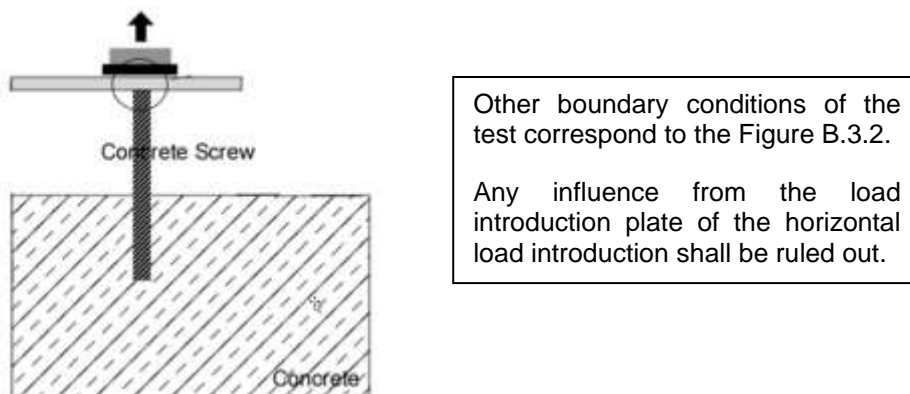 Concrete Screw
Concrete
Other boundary conditions of the
test correspond to the Figure B.3.2.
Any influence from the load
introduction plate of the horizontal
load introduction shall be ruled out.